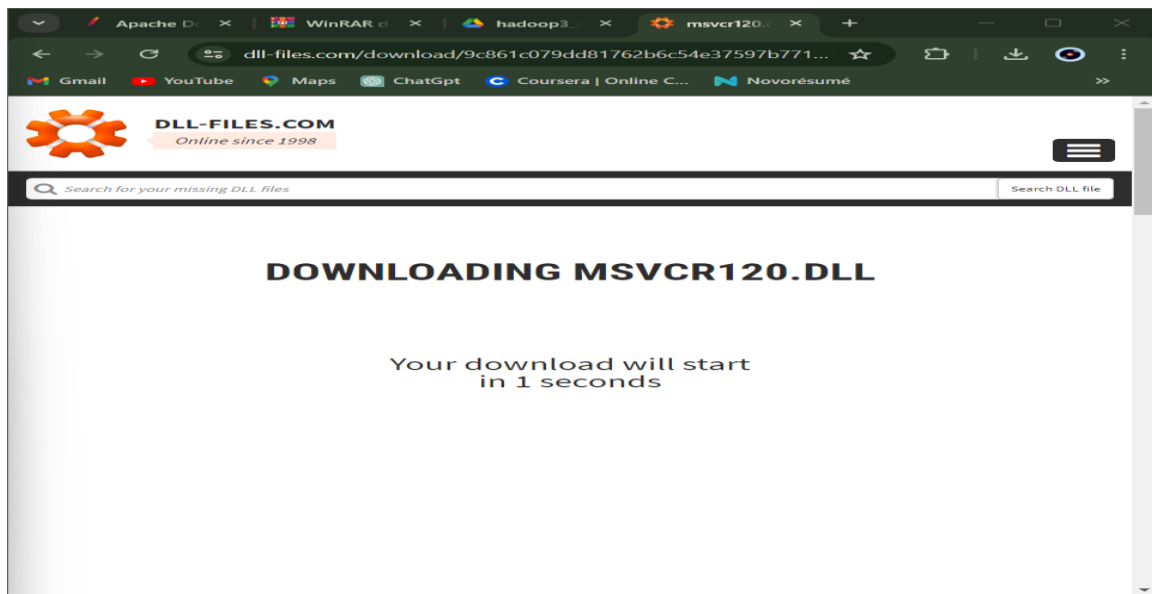 Apache D WinRAR d hadoop3_ msvcr120.
dll-files.com/download/9c861c079dd81762b6c54e37597b771...
Gmail YouTube Maps ChatGpt Coursera | Online C... Novorésumé »
DLL-FILES.COM
Online since 1998
Search for your missing DLL files Search DLL file
DOWNLOADING MSVCR120.DLL
Your download will start
in 1 seconds